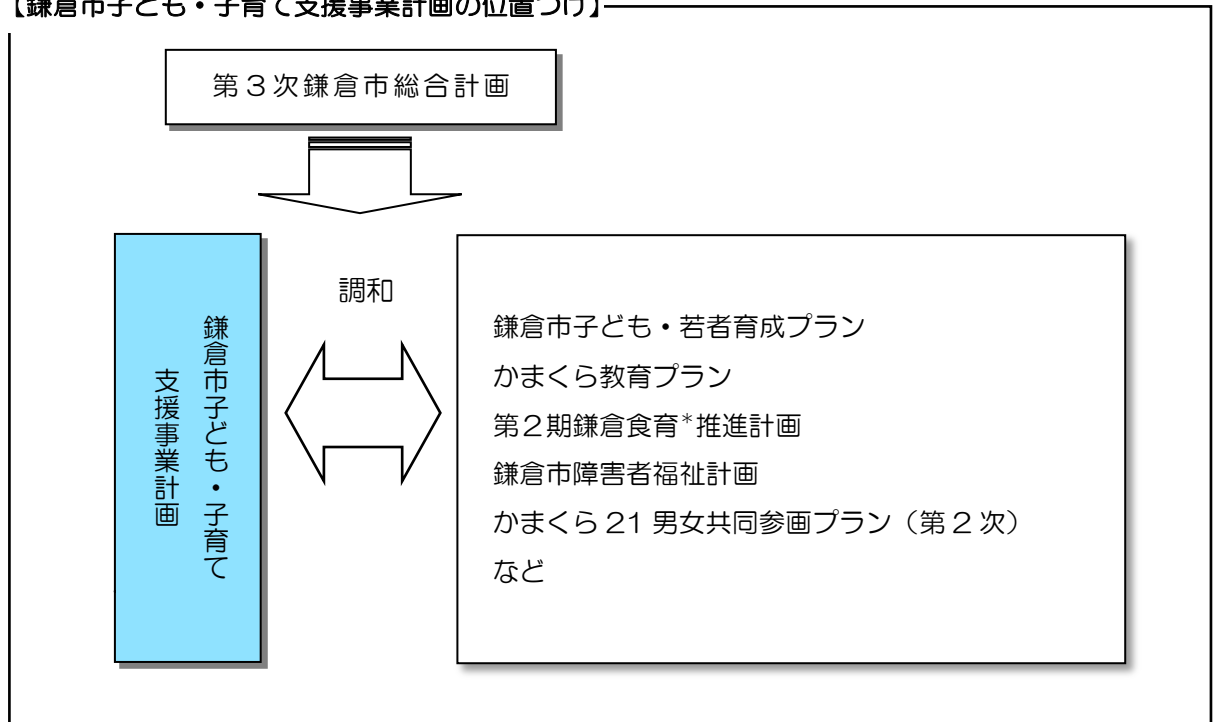 【鎌倉市子ども・子育て支援事業計画の位置づけ】
第３次鎌倉市総合計画
調和
鎌倉市子ども・子育て
支援事業計画
鎌倉市子ども・若者育成プラン
かまくら教育プラン
第２期鎌倉食育*推進計画
鎌倉市障害者福祉計画
かまくら 21 男女共同参画プラン（第 2 次）
など